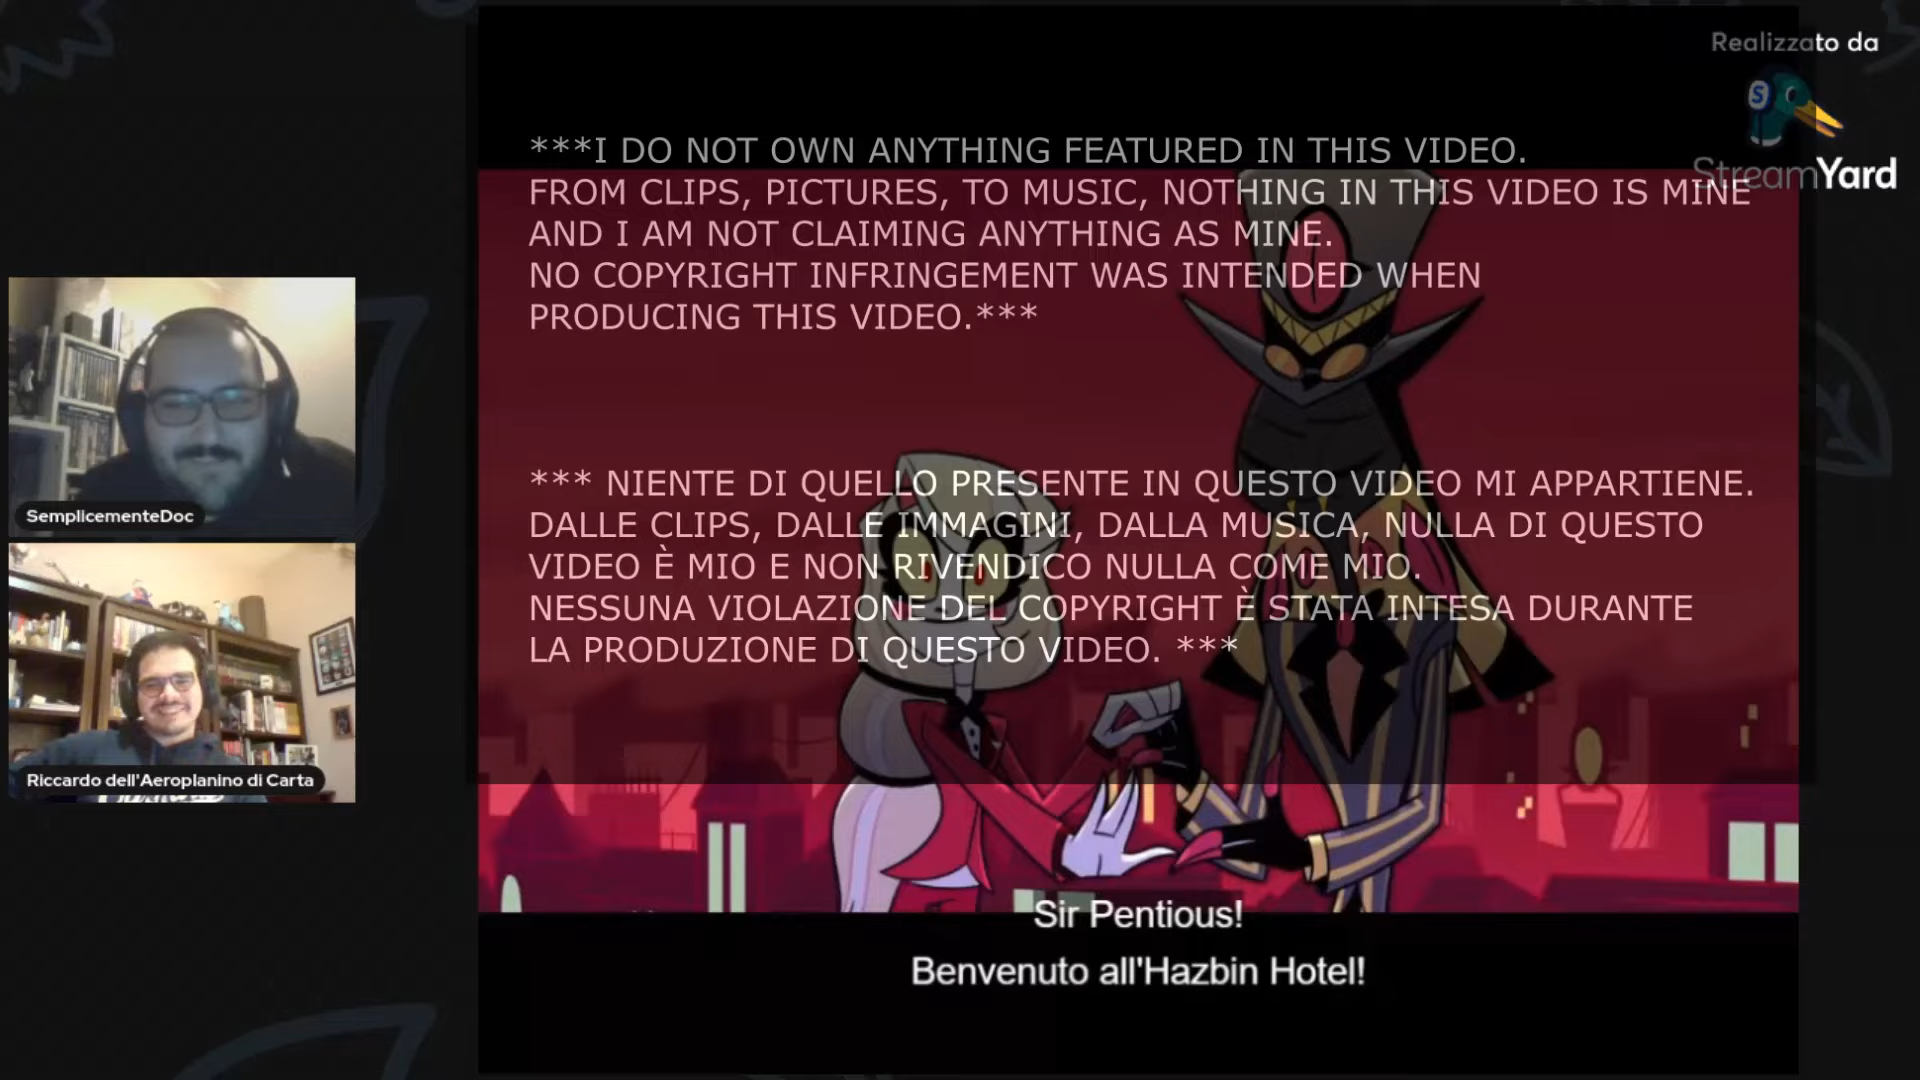 Realizzato da
StreamYard
***I DO NOT OWN ANYTHING FEATURED IN THIS VIDEO.
FROM CLIPS, PICTURES, TO MUSIC, NOTHING IN THIS VIDEO IS MINE
AND I AM NOT CLAIMING ANYTHING AS MINE.
NO COPYRIGHT INFRINGEMENT WAS INTENDED WHEN
PRODUCING THIS VIDEO.***
*** NIENTE DI QUELLO PRESENTE IN QUESTO VIDEO MI APPARTIENE.
DALLE CLIPS, DALLE IMMAGINI, DALLA MUSICA, NULLA DI QUESTO
VIDEO È MIO E NON RIVENDICO NULLA COME MIO.
NESSUNA VIOLAZIONE DEL COPYRIGHT È STATA INTESA DURANTE
LA PRODUZIONE DI QUESTO VIDEO. ***
SemplicementeDoc
Riccardo dell'Aeroplanino di Carta
Sir Pentious!
Benvenuto all'Hazbin Hotel!